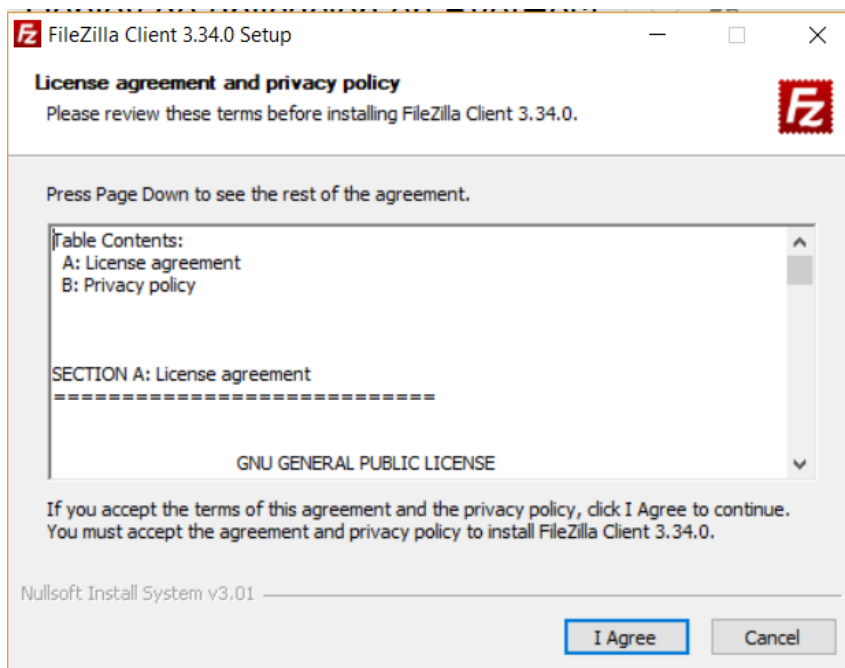 FileZilla Client 3.34.0 Setup
License agreement and privacy policy
Please review these terms before installing FileZilla Client 3.34.0.
Fz
Press Page Down to see the rest of the agreement.
Table Contents:
A: License agreement
B: Privacy policy
SECTION A: License agreement
============================
GNU GENERAL PUBLIC LICENSE
If you accept the terms of this agreement and the privacy policy, click I Agree to continue.
You must accept the agreement and privacy policy to install FileZilla Client 3.34.0.
Nullsoft Install System v3.01
I Agree
Cancel